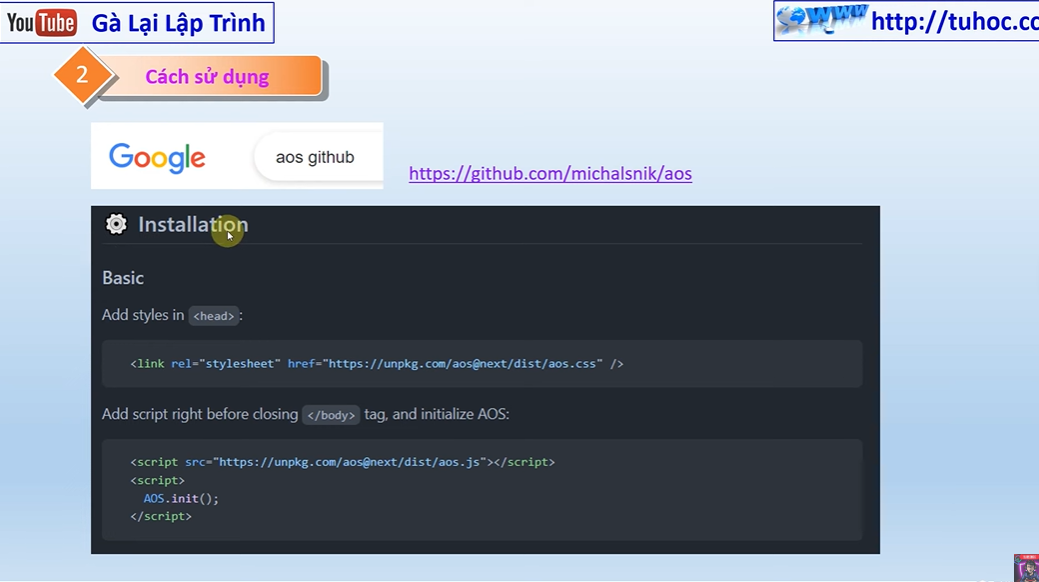 YouTube Gà Lại Lập Trình
WWW http://tuhoc.cc
2 Cách sử dụng
Google aos github
https://github.com/michalsnik/aos
Installation
Basic
Add styles in <head>:
<link rel="stylesheet" href="https://unpkg.com/aos@next/dist/aos.css" />
Add script right before closing </body> tag, and initialize AOS:
<script src="https://unpkg.com/aos@next/dist/aos.js"></script>
<script>
AOS.init();
</script>